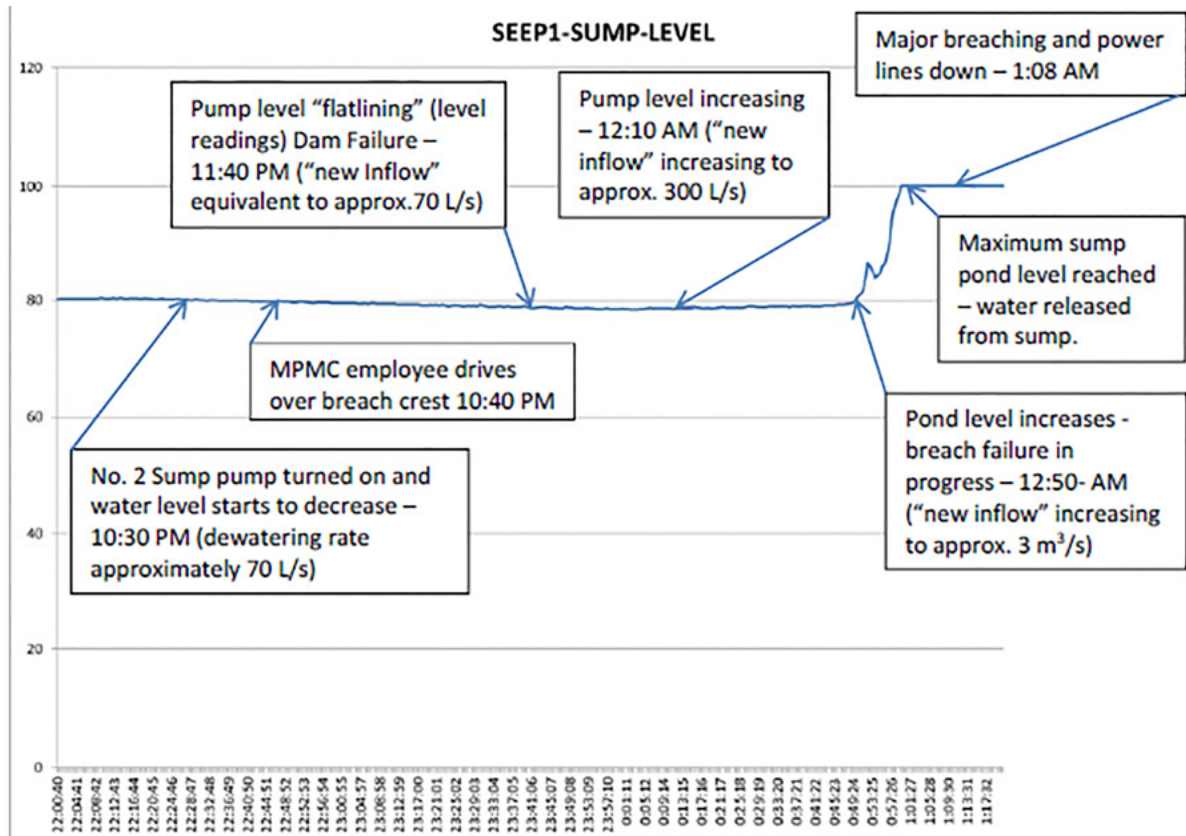 SEEP1-SUMP-LEVEL
Major breaching and power
lines down – 1:08 AM
Pump level “flatlining” (level
readings) Dam Failure –
11:40 PM (“new Inflow”
equivalent to approx.70 L/s)
Pump level increasing
– 12:10 AM (“new
inflow” increasing to
approx. 300 L/s)
Maximum sump
pond level reached
– water released
from sump.
MPMC employee drives
over breach crest 10:40 PM
Pond level increases -
breach failure in
progress – 12:50- AM
(“new inflow” increasing
to approx. 3 m³/s)
No. 2 Sump pump turned on and
water level starts to decrease –
10:30 PM (dewatering rate
approximately 70 L/s)
120
100
80
60
40
20
0
22:00:40
22:04:41
22:08:42
22:12:43
22:16:44
22:20:45
22:24:46
22:28:47
22:32:48
22:36:49
22:40:50
22:44:51
22:48:52
22:52:53
22:56:54
23:00:55
23:04:57
23:08:58
23:12:59
23:17:00
23:21:01
23:25:02
23:29:03
23:33:04
23:37:05
23:41:06
23:45:07
23:49:08
23:53:09
23:57:10
0:01:11
0:05:12
0:09:14
0:13:15
0:17:16
0:21:17
0:25:18
0:29:19
0:33:20
0:37:21
0:41:22
0:45:23
0:49:24
0:53:25
0:57:26
1:01:27
1:05:28
1:09:30
1:13:31
1:17:32